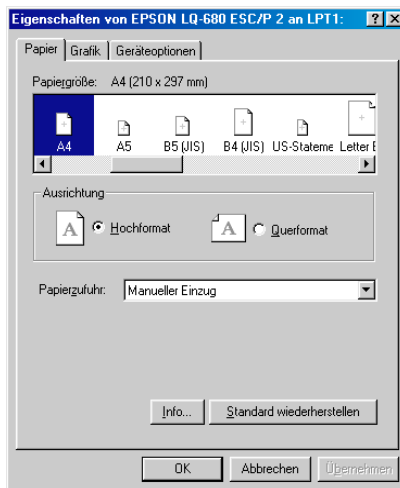 Eigenschaften von EPSON LQ-680 ESC/P 2 an LPT1:
Papier Grafik Geräteoptionen
Papiergröße: A4 (210 x 297 mm)
A4 A5 B5 (JIS) B4 (JIS) US-Stateme Letter E
Ausrichtung
A Hochformat A Querformat
Papierzufuhr: Manueller Einzug
Info... Standard wiederherstellen
OK Abbrechen Übernehmen